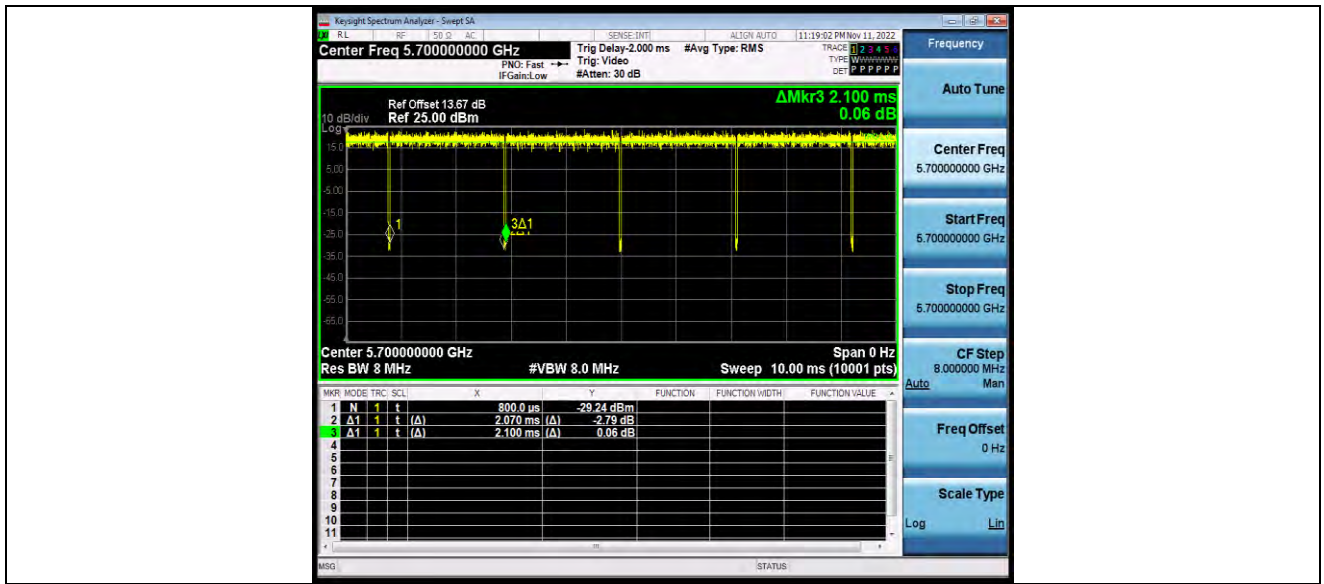 Keysight Spectrum Analyzer - Swept SA
RL RF 50 Ω AC SENSE:INT ALIGN AUTO 11:19:02 PM Nov 11, 2022
Center Freq 5.700000000 GHz
Trig Delay-2.000 ms #Avg Type: RMS
TRACE 1 2 3 4 5 6
PNO: Fast
Trig: Video
TYPE WWWWWW
IFGain:Low
#Atten: 30 dB
DET P P P P P P
Frequency
Auto Tune
ΔMkr3 2.100 ms
0.06 dB
Ref Offset 13.67 dB
10 dB/div Ref 25.00 dBm
Log
15.0
5.00
-5.00
-15.0
-25.0
-35.0
-45.0
-55.0
-65.0
1
3Δ1
Center 5.700000000 GHz Span 0 Hz
Res BW 8 MHz #VBW 8.0 MHz Sweep 10.00 ms (10001 pts)
Center Freq
5.700000000 GHz
Start Freq
5.700000000 GHz
Stop Freq
5.700000000 GHz
CF Step
8.000000 MHz
Auto Man
Freq Offset
0 Hz
Scale Type
Log Lin
MKR MODE TRC SCL X Y FUNCTION FUNCTION WIDTH FUNCTION VALUE
1 N 1 t 800.0 µs -29.24 dBm
2 Δ1 1 t (Δ) 2.070 ms (Δ) -2.79 dB
3 Δ1 1 t (Δ) 2.100 ms (Δ) 0.06 dB
4
5
6
7
8
9
10
11
MSG STATUS